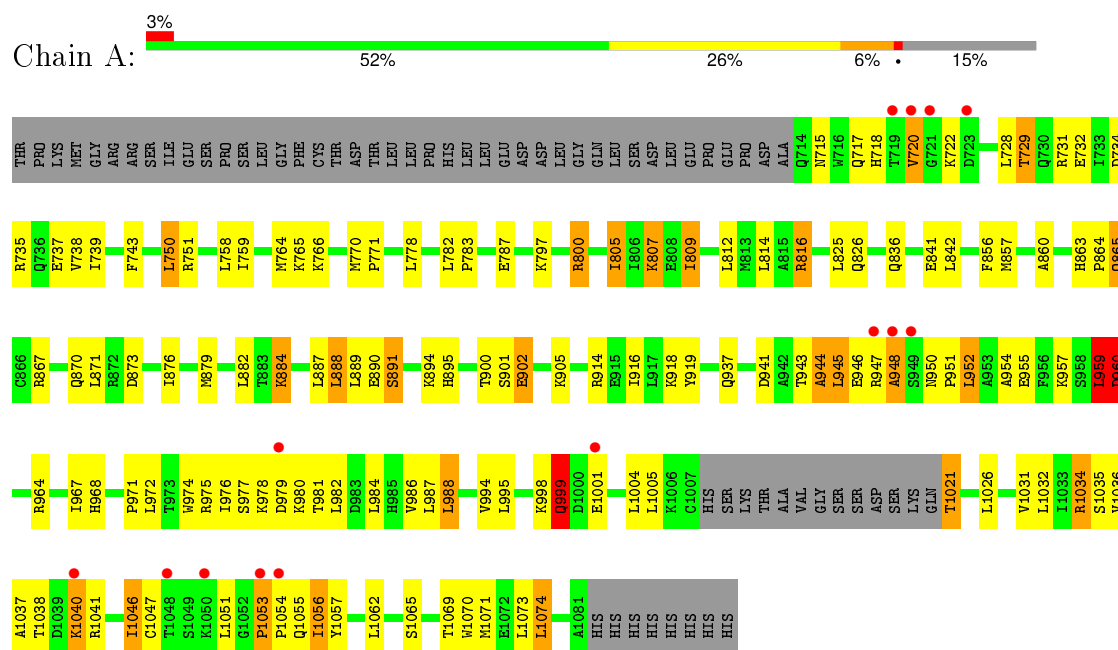 3%
Chain A:
52% 26% 6% • 15%
THR PRO LYS MET GLY ARG ARG SER ILE GLU SER PRO SER LEU GLY PHE CYS THR ASP THR LEU LEU PRO HIS LEU LEU GLU ASP ASP LEU GLY GLN LEU SER ASP LEU GLU PRO GLU PRO ASP ALA Q714 N715 W716 Q717 H718 T719 V720 G721 K722 D723 L728 T729 Q730 R731 E732 I733 D734
R735 Q736 E737 V738 I739 F743 L750 R751 L758 I759 M764 K765 K766 M770 P771 L778 L782 P783 E787 K797 R800 I805 I806 K807 E808 I809 L812 M813 L814 A815 R816 L825 Q826 Q836 E841 L842 F856 M857 A860 H863 P864 Q865
C866 R867 Q870 L871 R872 D873 I876 M879 L882 T883 K884 L887 L888 L889 E890 S891 K894 H895 T900 S901 E902 K905 R914 E915 I916 L917 K918 Y919 Q937 D941 A942 T943 A944 L945 E946 R947 A948 S949 N950 P951 L952 A953 A954 E955 F956 K957 S958 L959 D960
R964 I967 H968 P971 L972 T973 W974 R975 I976 S977 K978 D979 K980 T981 L982 D983 L984 H985 V986 L987 L988 V994 L995 K998 Q999 D1000 E1001 L1004 L1005 K1006 C1007 HIS SER LYS THR ALA VAL GLY SER SER ASP SER LYS GLN T1021 L1026 V1031 L1032 I1033 R1034 S1035 V1036
A1037 T1038 D1039 K1040 R1041 I1046 C1047 T1048 S1049 K1050 L1051 G1052 P1053 P1054 Q1055 I1056 Y1057 L1062 S1065 T1069 W1070 M1071 E1072 L1073 L1074 A1081 HIS HIS HIS HIS HIS HIS HIS HIS